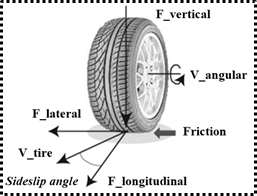 F_vertical
V_angular
F_lateral
Friction
V_tire
Sideslip angle
F_longitudinal